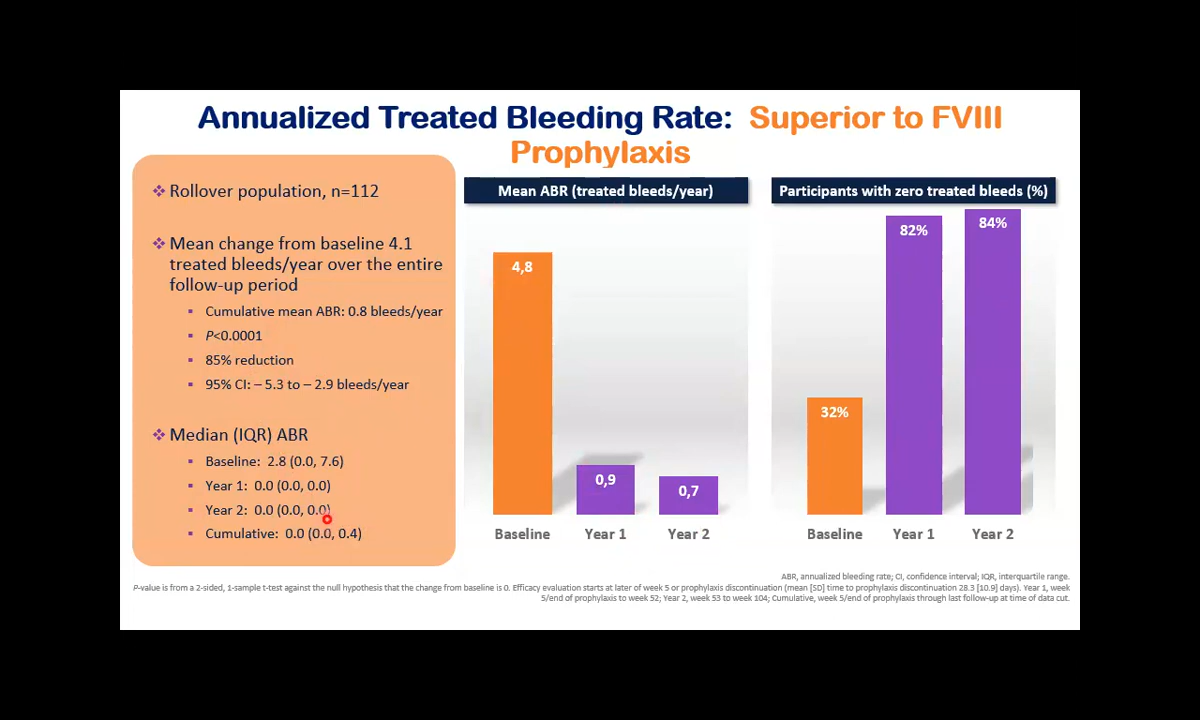 Annualized Treated Bleeding Rate: Superior to FVIII
Prophylaxis
❖ Rollover population, n=112
❖ Mean change from baseline 4.1
treated bleeds/year over the entire
follow-up period
▪ Cumulative mean ABR: 0.8 bleeds/year
▪ P<0.0001
▪ 85% reduction
▪ 95% CI: – 5.3 to – 2.9 bleeds/year
❖ Median (IQR) ABR
▪ Baseline: 2.8 (0.0, 7.6)
▪ Year 1: 0.0 (0.0, 0.0)
▪ Year 2: 0.0 (0.0, 0.0)
▪ Cumulative: 0.0 (0.0, 0.4)
Mean ABR (treated bleeds/year)
4,8
0,9
0,7
Baseline Year 1 Year 2
Participants with zero treated bleeds (%)
32%
82%
84%
Baseline Year 1 Year 2
ABR, annualized bleeding rate; CI, confidence interval; IQR, interquartile range.
P-value is from a 2-sided, 1-sample t-test against the null hypothesis that the change from baseline is 0. Efficacy evaluation starts at later of week 5 or prophylaxis discontinuation (mean [SD] time to prophylaxis discontinuation 28.3 [10.9] days). Year 1, week
5/end of prophylaxis to week 52; Year 2, week 53 to week 104; Cumulative, week 5/end of prophylaxis through last follow-up at time of data cut.